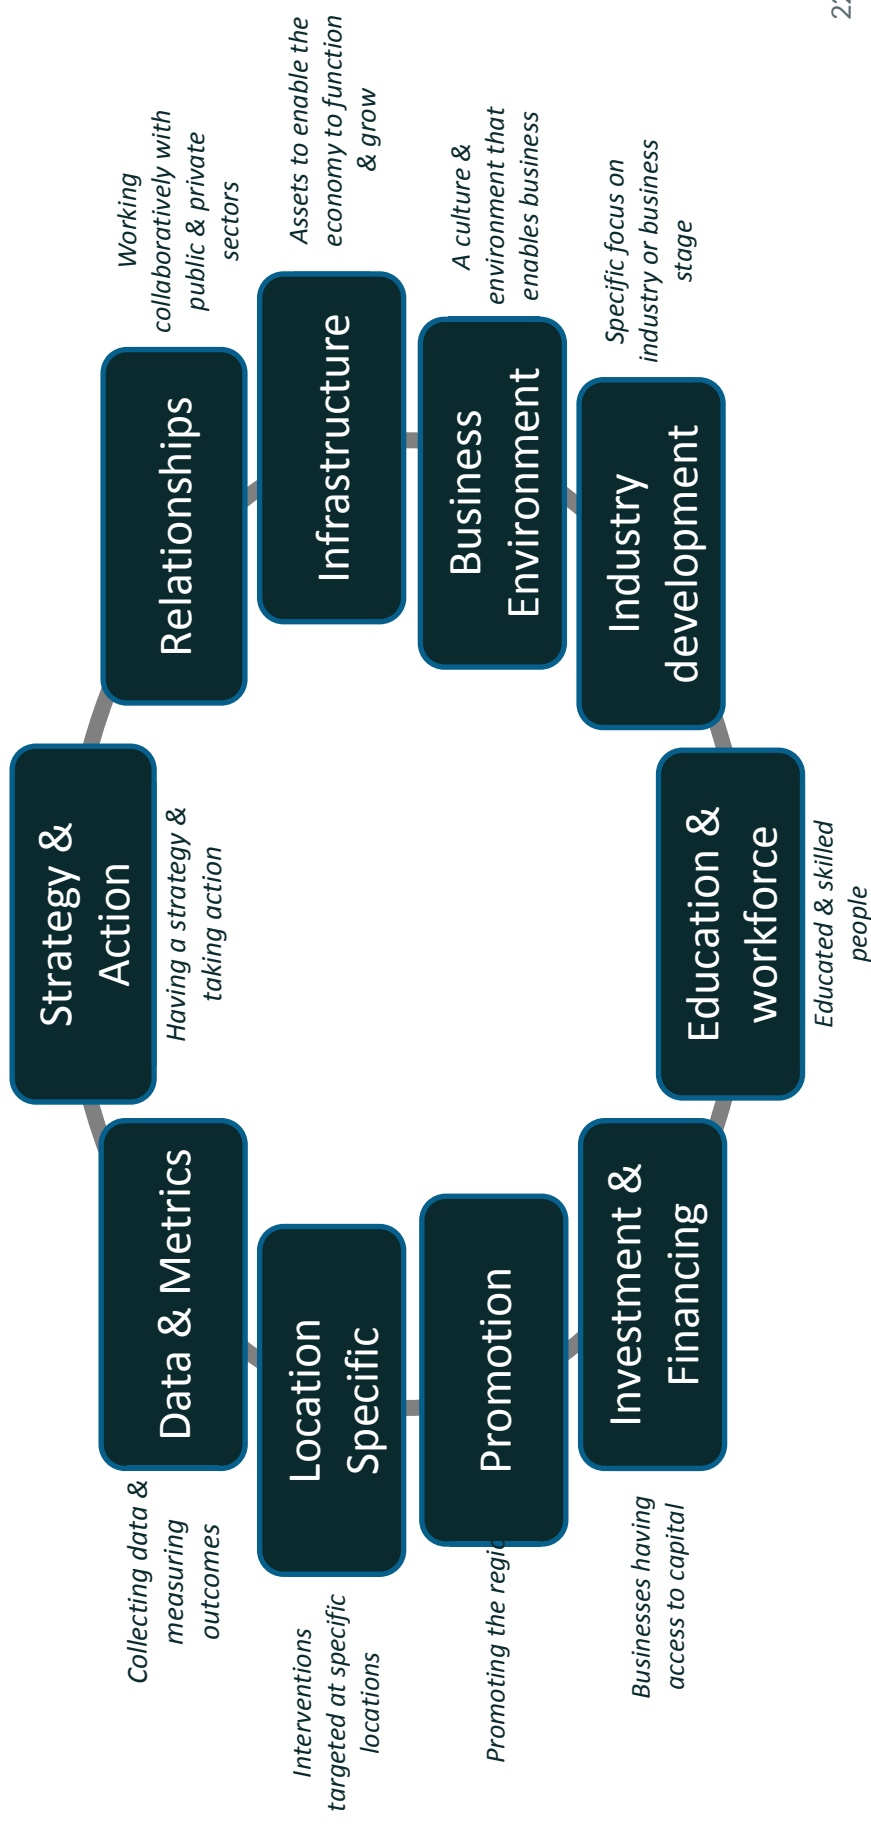 Strategy &
Action
Having a strategy &
taking action
Relationships
Working
collaboratively with
public & private
sectors
Infrastructure
Assets to enable the
economy to function
& grow
Business
Environment
A culture &
environment that
enables business
Industry
development
Specific focus on
industry or business
stage
Education &
workforce
Educated & skilled
people
Investment &
Financing
Businesses having
access to capital
Promotion
Promoting the
Location
Specific
Interventions
targeted at specific
locations
Data & Metrics
Collecting data &
measuring
outcomes